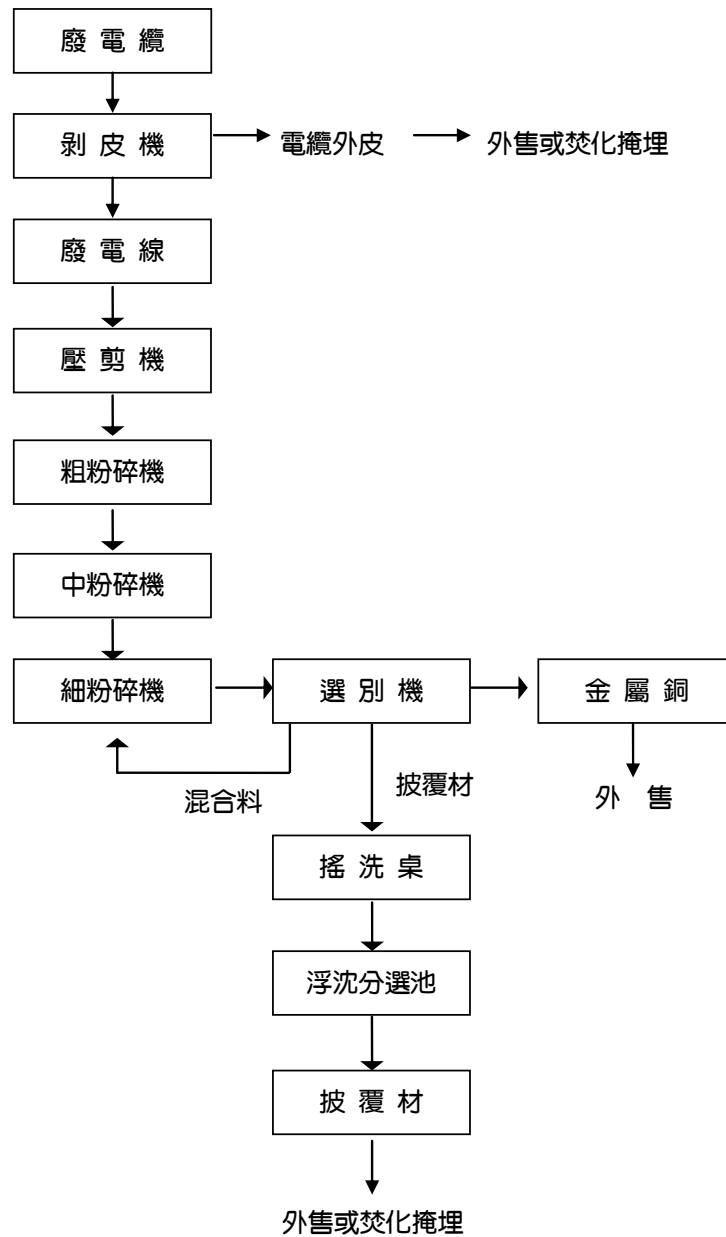 廢電纜
剥皮機
電纜外皮
外售或焚化掩埋
廢電線
壓剪機
粗粉碎機
中粉碎機
細粉碎機
選別機
金屬銅
混合料
披覆材
外售
搖洗桌
浮沈分選池
披覆材
外售或焚化掩埋